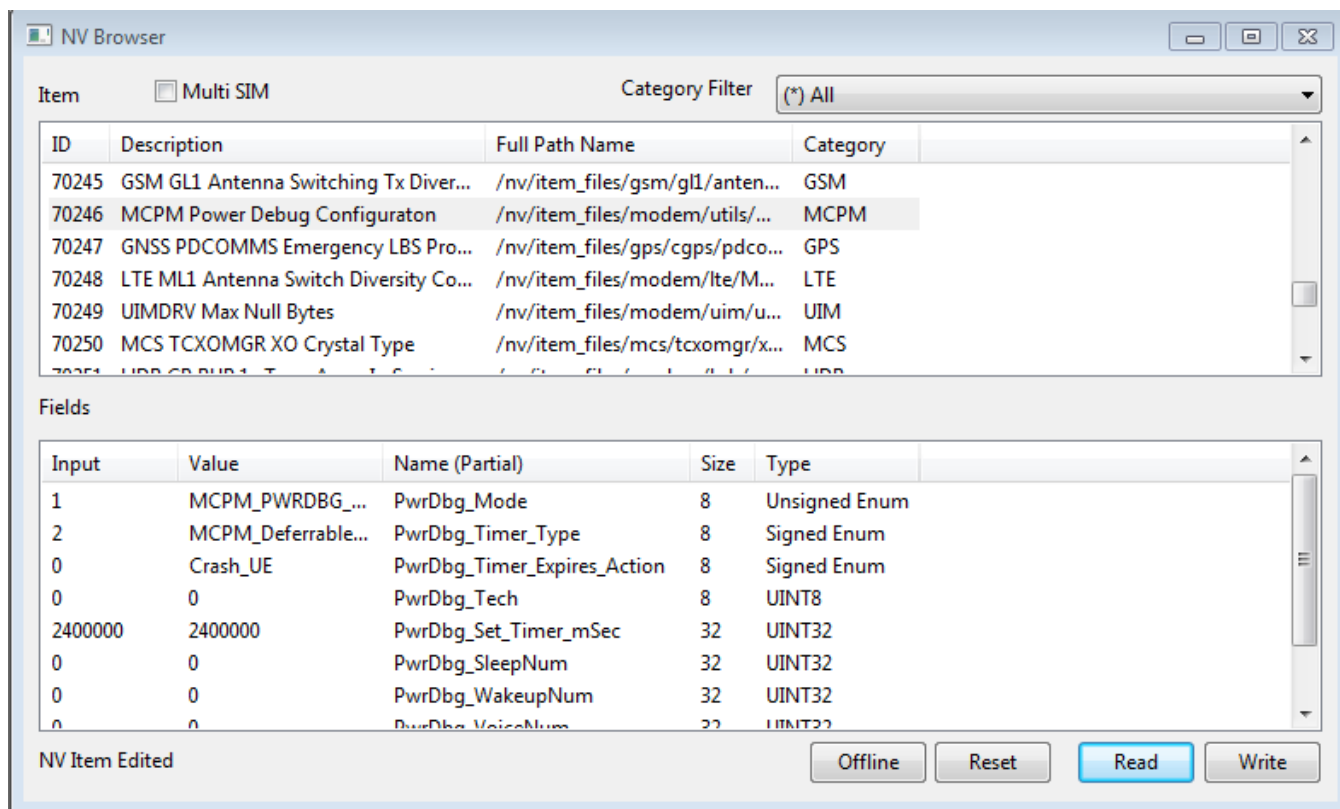 NV Browser
Item Multi SIM Category Filter (*) All
ID Description Full Path Name Category
70245 GSM GL1 Antenna Switching Tx Diver... /nv/item_files/gsm/gl1/anten... GSM
70246 MCPM Power Debug Configuraton /nv/item_files/modem/utils/... MCPM
70247 GNSS PDCOMMS Emergency LBS Pro... /nv/item_files/gps/cgps/pdco... GPS
70248 LTE ML1 Antenna Switch Diversity Co... /nv/item_files/modem/lte/M... LTE
70249 UIMDRV Max Null Bytes /nv/item_files/modem/uim/u... UIM
70250 MCS TCXOMGR XO Crystal Type /nv/item_files/mcs/tcxomgr/x... MCS
70251
Fields
Input Value Name (Partial) Size Type
1 MCPM_PWRDBG_... PwrDbg_Mode 8 Unsigned Enum
2 MCPM_Deferrable... PwrDbg_Timer_Type 8 Signed Enum
0 Crash_UE PwrDbg_Timer_Expires_Action 8 Signed Enum
0 0 PwrDbg_Tech 8 UINT8
2400000 2400000 PwrDbg_Set_Timer_mSec 32 UINT32
0 0 PwrDbg_SleepNum 32 UINT32
0 0 PwrDbg_WakeupNum 32 UINT32
0 0 PwrDbg_VoiceNum 32 UINT32
NV Item Edited Offline Reset Read Write